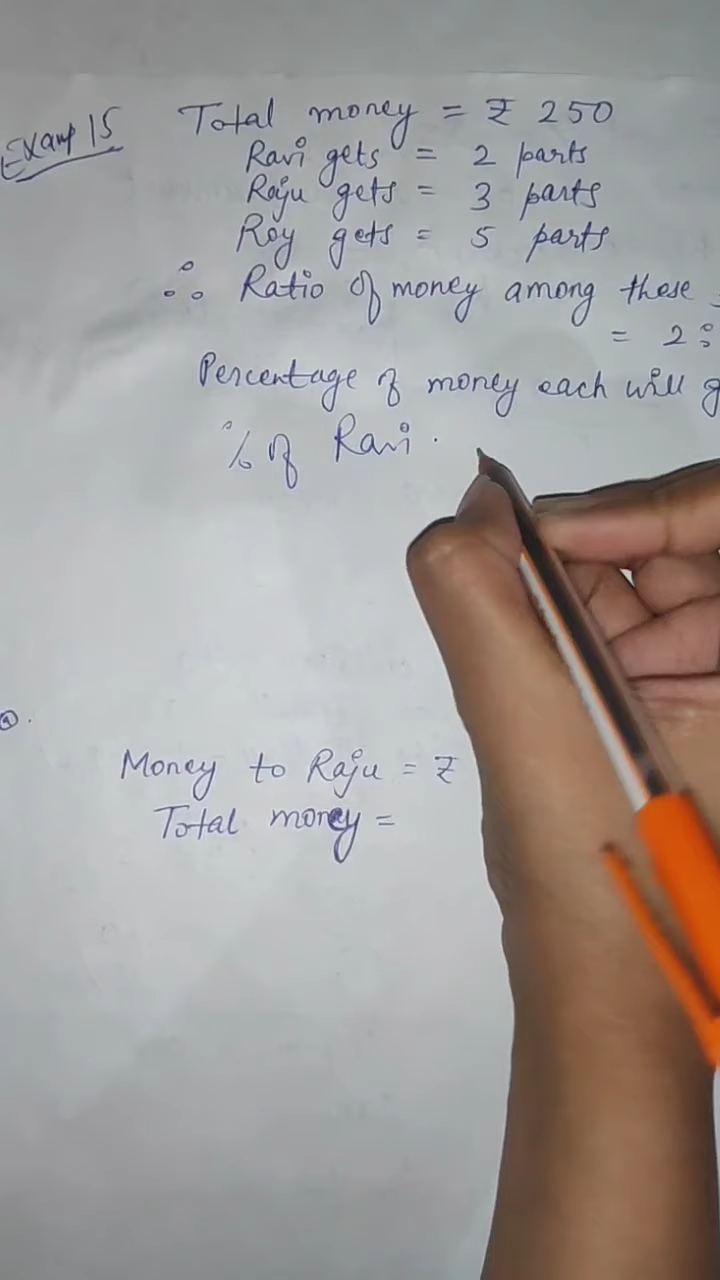 Examp 15
Total money = ₹ 250
Ravi gets = 2 parts
Raju gets = 3 parts
Roy gets = 5 parts
∴ Ratio of money among these
= 2:
Percentage of money each will g
% of Ravi
a.
Money to Raju = ₹
Total money =